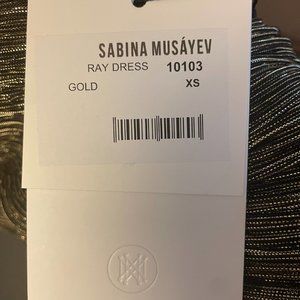 SABINA MUSÁYEV
RAY DRESS 10103
GOLD XS